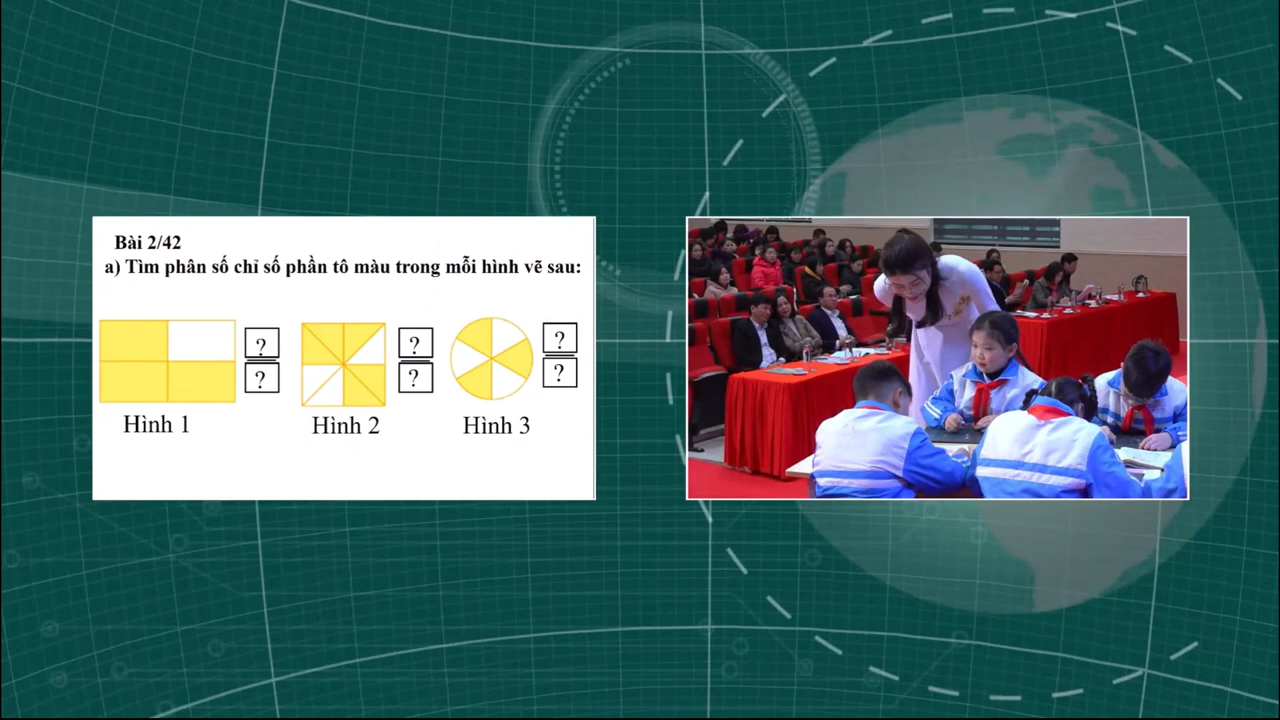 Bài 2/42
a) Tìm phân số chỉ số phần tô màu trong mỗi hình vẽ sau:
? ? ?
? ? ?
Hình 1 Hình 2 Hình 3